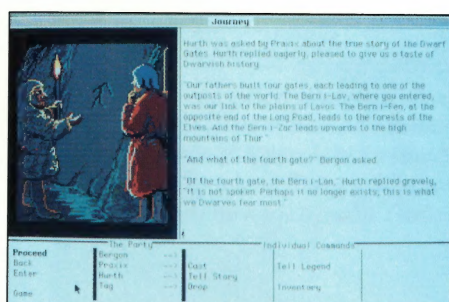 Journey
Hurth was asked by Praxix about the true story of the Dwarf
Gates. Hurth replied eagerly, pleased to give us a taste of
Dwarvish history.
"Our fathers built four gates, each leading to one of the
outposts of the world. The Bern i-Lav, where you entered,
was our link to the plains of Lavos. The Bern i-Fen, at the
opposite end of the Long Road, leads to the forests of the
Elves. And the Bern i-Zar leads upwards to the high
mountains of Thur."
"And what of the fourth gate?" Bergon asked.
"Of the fourth gate, the Bern i-Lon," Hurth replied gravely,
"it is not spoken. Perhaps it no longer exists; this is what
we Dwarves fear most."
The Party Individual Commands
Proceed Bergon -->
Back Praxix --> Cast Tell Legend
Enter Hurth --> Tell Story
Tag --> Drop Inventory
Game